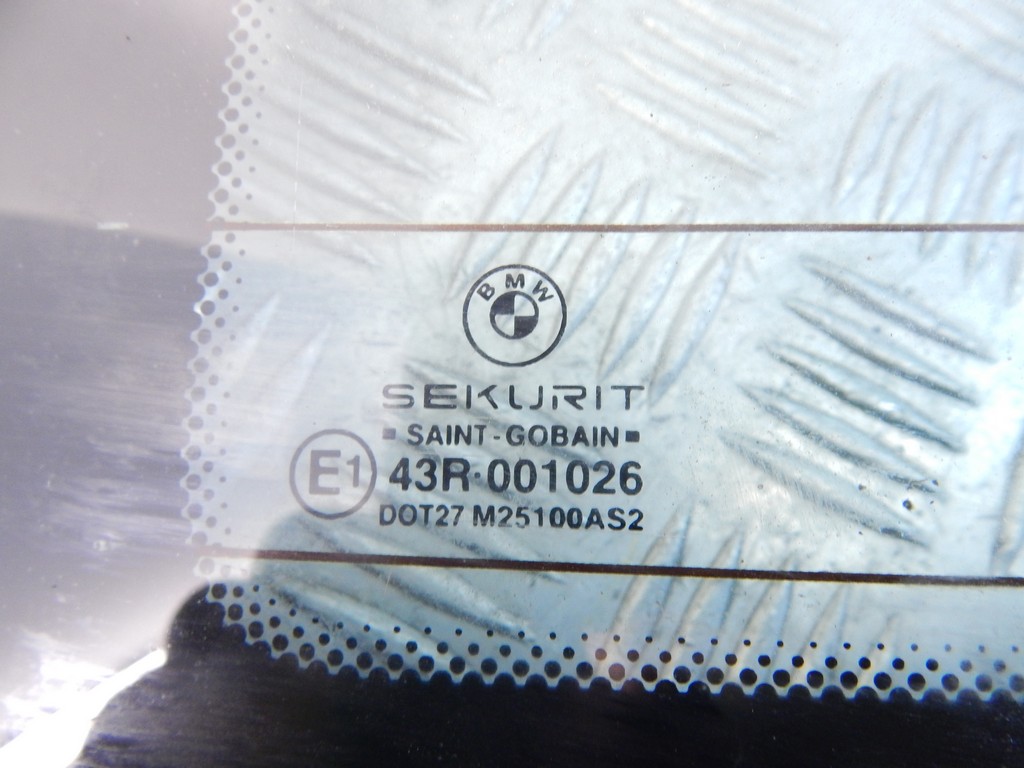 BMW
SEKURIT
SAINT-GOBAIN
E1 43R-001026
DOT27 M25100AS2